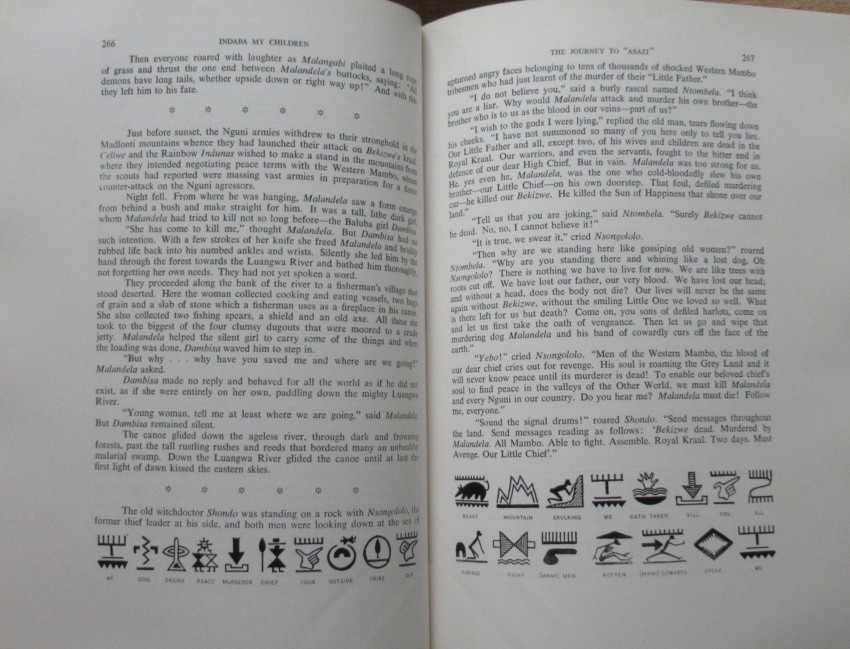 266
INDABA MY CHILDREN
Then everyone roared with laughter as Malangabi plaited a long rope
of grass and thrust the one end between Malandela's buttocks, saying: "All
demons have long tails, whether upside down or right way up!" And with this
they left him to his fate.
Just before sunset, the Nguni armies withdrew to their stronghold in the
Madlonti mountains whence they had launched their attack on Bekizwe's kraal.
Celiwe and the Rainbow Indunas wished to make a stand in the mountains from
where they intended negotiating peace terms with the Western Mambo, whom
the scouts had reported were massing vast armies in preparation for a fierce
counter-attack on the Nguni agressors.
Night fell. From where he was hanging, Malandela saw a form emerge
from behind a bush and make straight for him. It was a tall, lithe dark girl,
whom Malandela had tried to kill not so long before—the Baluba girl Dambisa.
"She has come to kill me," thought Malandela. But Dambisa had no
such intention. With a few strokes of her knife she freed Malandela and briskly
rubbed life back into his numbed ankles and wrists. Silently she led him by the
hand through the forest towards the Luangwa River and bathed him thoroughly,
not forgetting her own needs. They had not yet spoken a word.
They proceeded along the bank of the river to a fisherman's village that
stood deserted. Here the woman collected cooking and eating vessels, two bags
of grain and a slab of stone which a fisherman uses as a fireplace in his canoe.
She also collected two fishing spears, a shield and an old axe. All these she
took to the biggest of the four clumsy dugouts that were moored to a crude
jetty. Malandela helped the silent girl to carry some of the things and when
the loading was done, Dambisa waved him to step in.
"But why . . . why have you saved me and where are we going?"
Malandela asked.
Dambisa made no reply and behaved for all the world as if he did not
exist, as if she were entirely on her own, paddling down the mighty Luangwa
River.
"Young woman, tell me at least where we are going," said Malandela.
But Dambisa remained silent.
The canoe glided down the ageless river, through dark and frowning
forests, past the tall rustling rushes and reeds that bordered many an unhealthy
malarial swamp. Down the Luangwa River glided the canoe until at last the
first light of dawn kissed the eastern skies.
The old witchdoctor Shondo was standing on a rock with Nsongololo, the
former thief leader at his side, and both men were looking down at the sea of
SOUL DESIRE PEACE MURDERER CHIEF YOUR OUTSIDE TRIBE
THE JOURNEY TO "ASAZI"
267
upturned angry faces belonging to tens of thousands of shocked Western Mambo
tribesmen who had just learnt of the murder of their "Little Father."
"I do not believe you," said a burly rascal named Ntombela. "I think
you are a liar. Why would Malandela attack and murder his own brother—the
brother who is to us as the blood in our veins—part of us?"
"I wish to the gods I were lying," replied the old man, tears flowing down
his cheeks. "I have not summoned so many of you here only to tell you lies.
Our Little Father and all, except two, of his wives and children are dead in the
Royal Kraal. Our warriors, and even the servants, fought to the bitter end in
defence of our dear High Chief. But in vain. Malandela was too strong for us.
He, yes even he, Malandela, was the one who cold-bloodedly slew his own
brother—our Little Chief—on his own doorstep. That foul, defiled murdering
cur—he killed our Bekizwe. He killed the Sun of Happiness that shone over our
land."
"Tell us that you are joking," said Ntombela. "Surely Bekizwe cannot
be dead. No, no, I cannot believe it!"
"It is true, we swear it," cried Nsongololo.
"Then why are we standing here like gossiping old women?" roared
Ntombela. "Why are you standing there and whining like a lost dog, Oh
Nsongololo? There is nothing we have to live for now. We are like trees with
roots cut off. We have lost our father, our very blood. We have lost our head;
and without a head, does the body not die? Our lives will never be the same
again without Bekizwe, without the smiling Little One we loved so well. What
is there left for us but death? Come on, you sons of defiled harlots, come on
and let us first take the oath of vengeance. Then let us go and wipe that
murdering dog Malandela and his band of cowardly curs off the face of the
earth."
"Yebo!" cried Nsongololo. "Men of the Western Mambo, the blood of
our dear chief cries out for revenge. His soul is roaming the Grey Land and it
will never know peace until its murderer is dead! To enable our beloved chief's
soul to find peace in the valleys of the Other World, we must kill Malandela
and every Nguni in our country. Do you hear me? Malandela must die! Follow
me, everyone."
"Sound the signal drums!" roared Shondo. "Send messages throughout
the land. Send messages reading as follows: 'Bekizwe dead. Murdered by
Malandela. All Mambo. Able to fight. Assemble. Royal Kraal. Two days. Must
Avenge. Our Little Chief'."
BEAST MOUNTAIN SKULKING WE OATH TAKEN KILL YOU ALL
THINGS FIGHT (MANY) MEN ROTTEN (MANY) COWARDS UPEAR